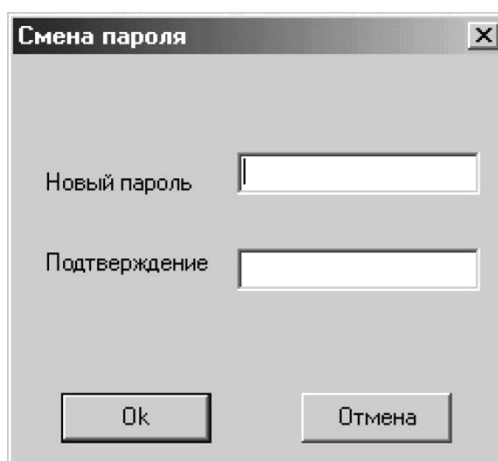 Смена пароля
Новый пароль
Подтверждение
Ok
Отмена